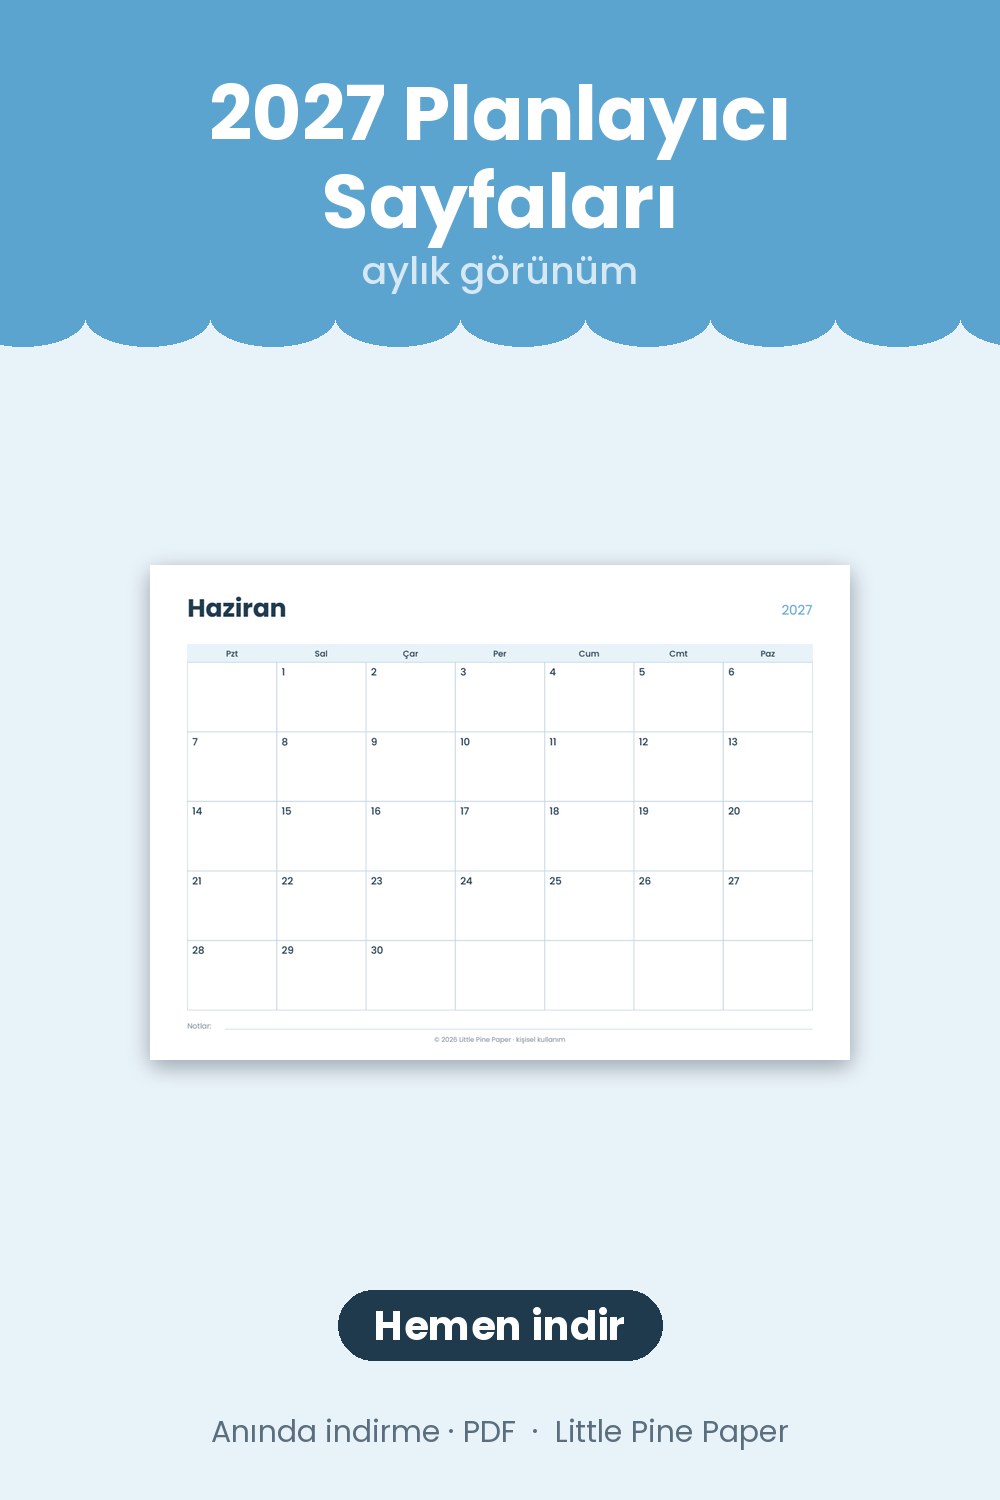 2027 Planlayıcı
Sayfaları
aylık görünüm
Haziran
2027
Pzt Sal Çar Per Cum Cmt Paz
1 2 3 4 5 6
7 8 9 10 11 12 13
14 15 16 17 18 19 20
21 22 23 24 25 26 27
28 29 30
Notlar:
© 2026 Little Pine Paper · kişisel kullanım
Hemen indir
Anında indirme · PDF · Little Pine Paper